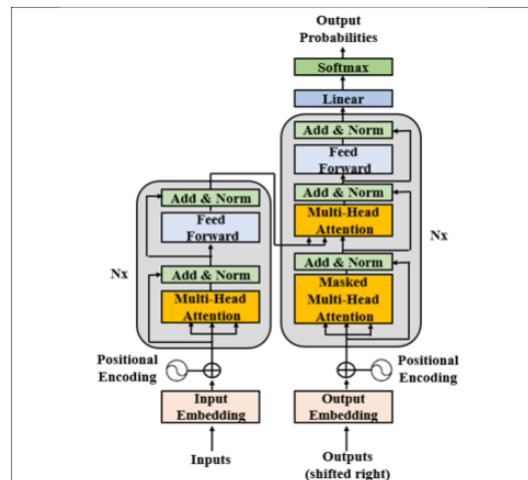 Output
Probabilities
Softmax
Linear
Add & Norm
Feed
Forward
Add & Norm
Multi-Head
Attention
Nx
Add & Norm
Masked
Multi-Head
Attention
Add & Norm
Feed
Forward
Nx
Add & Norm
Multi-Head
Attention
Positional
Encoding
Positional
Encoding
Input
Embedding
Output
Embedding
Inputs
Outputs
(shifted right)